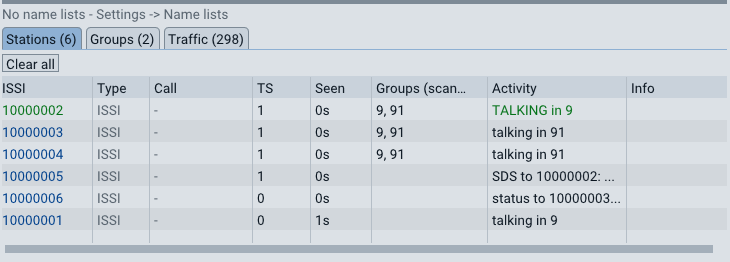 No name lists - Settings -> Name lists
Stations (6) Groups (2) Traffic (298)
Clear all
ISSI Type Call TS Seen Groups (scan... Activity Info
10000002 ISSI - 1 0s 9, 91 TALKING in 9
10000003 ISSI - 1 0s 9, 91 talking in 91
10000004 ISSI - 1 0s 9, 91 talking in 91
10000005 ISSI - 1 0s SDS to 10000002: ...
10000006 ISSI - 0 0s status to 10000003...
10000001 ISSI - 0 1s talking in 9